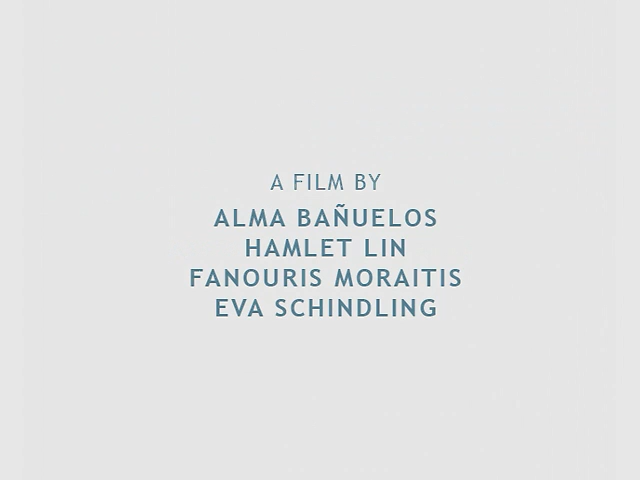 A FILM BY
ALMA BAÑUELOS
HAMLET LIN
FANOURIS MORAITIS
EVA SCHINDLING